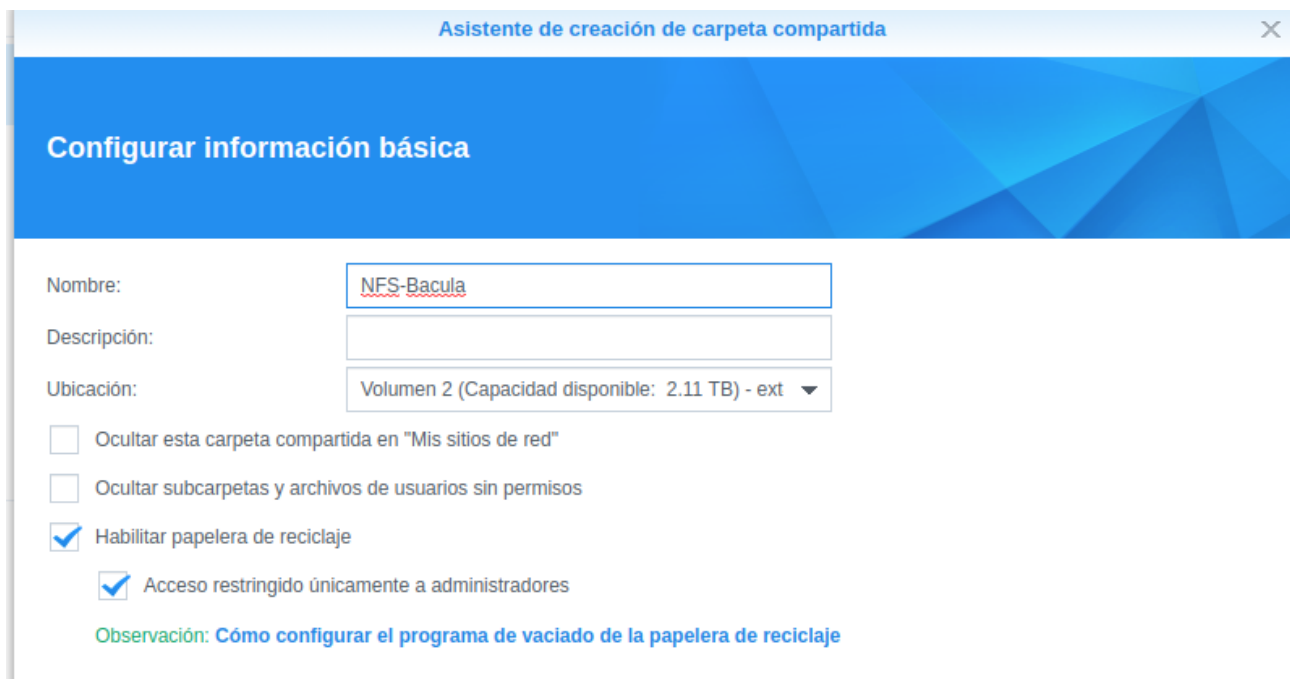 Asistente de creación de carpeta compartida
Configurar información básica
Nombre: NFS-Bacula
Descripción:
Ubicación: Volumen 2 (Capacidad disponible: 2.11 TB) - ext
Ocultar esta carpeta compartida en "Mis sitios de red"
Ocultar subcarpetas y archivos de usuarios sin permisos
Habilitar papelera de reciclaje
Acceso restringido únicamente a administradores
Observación: Cómo configurar el programa de vaciado de la papelera de reciclaje